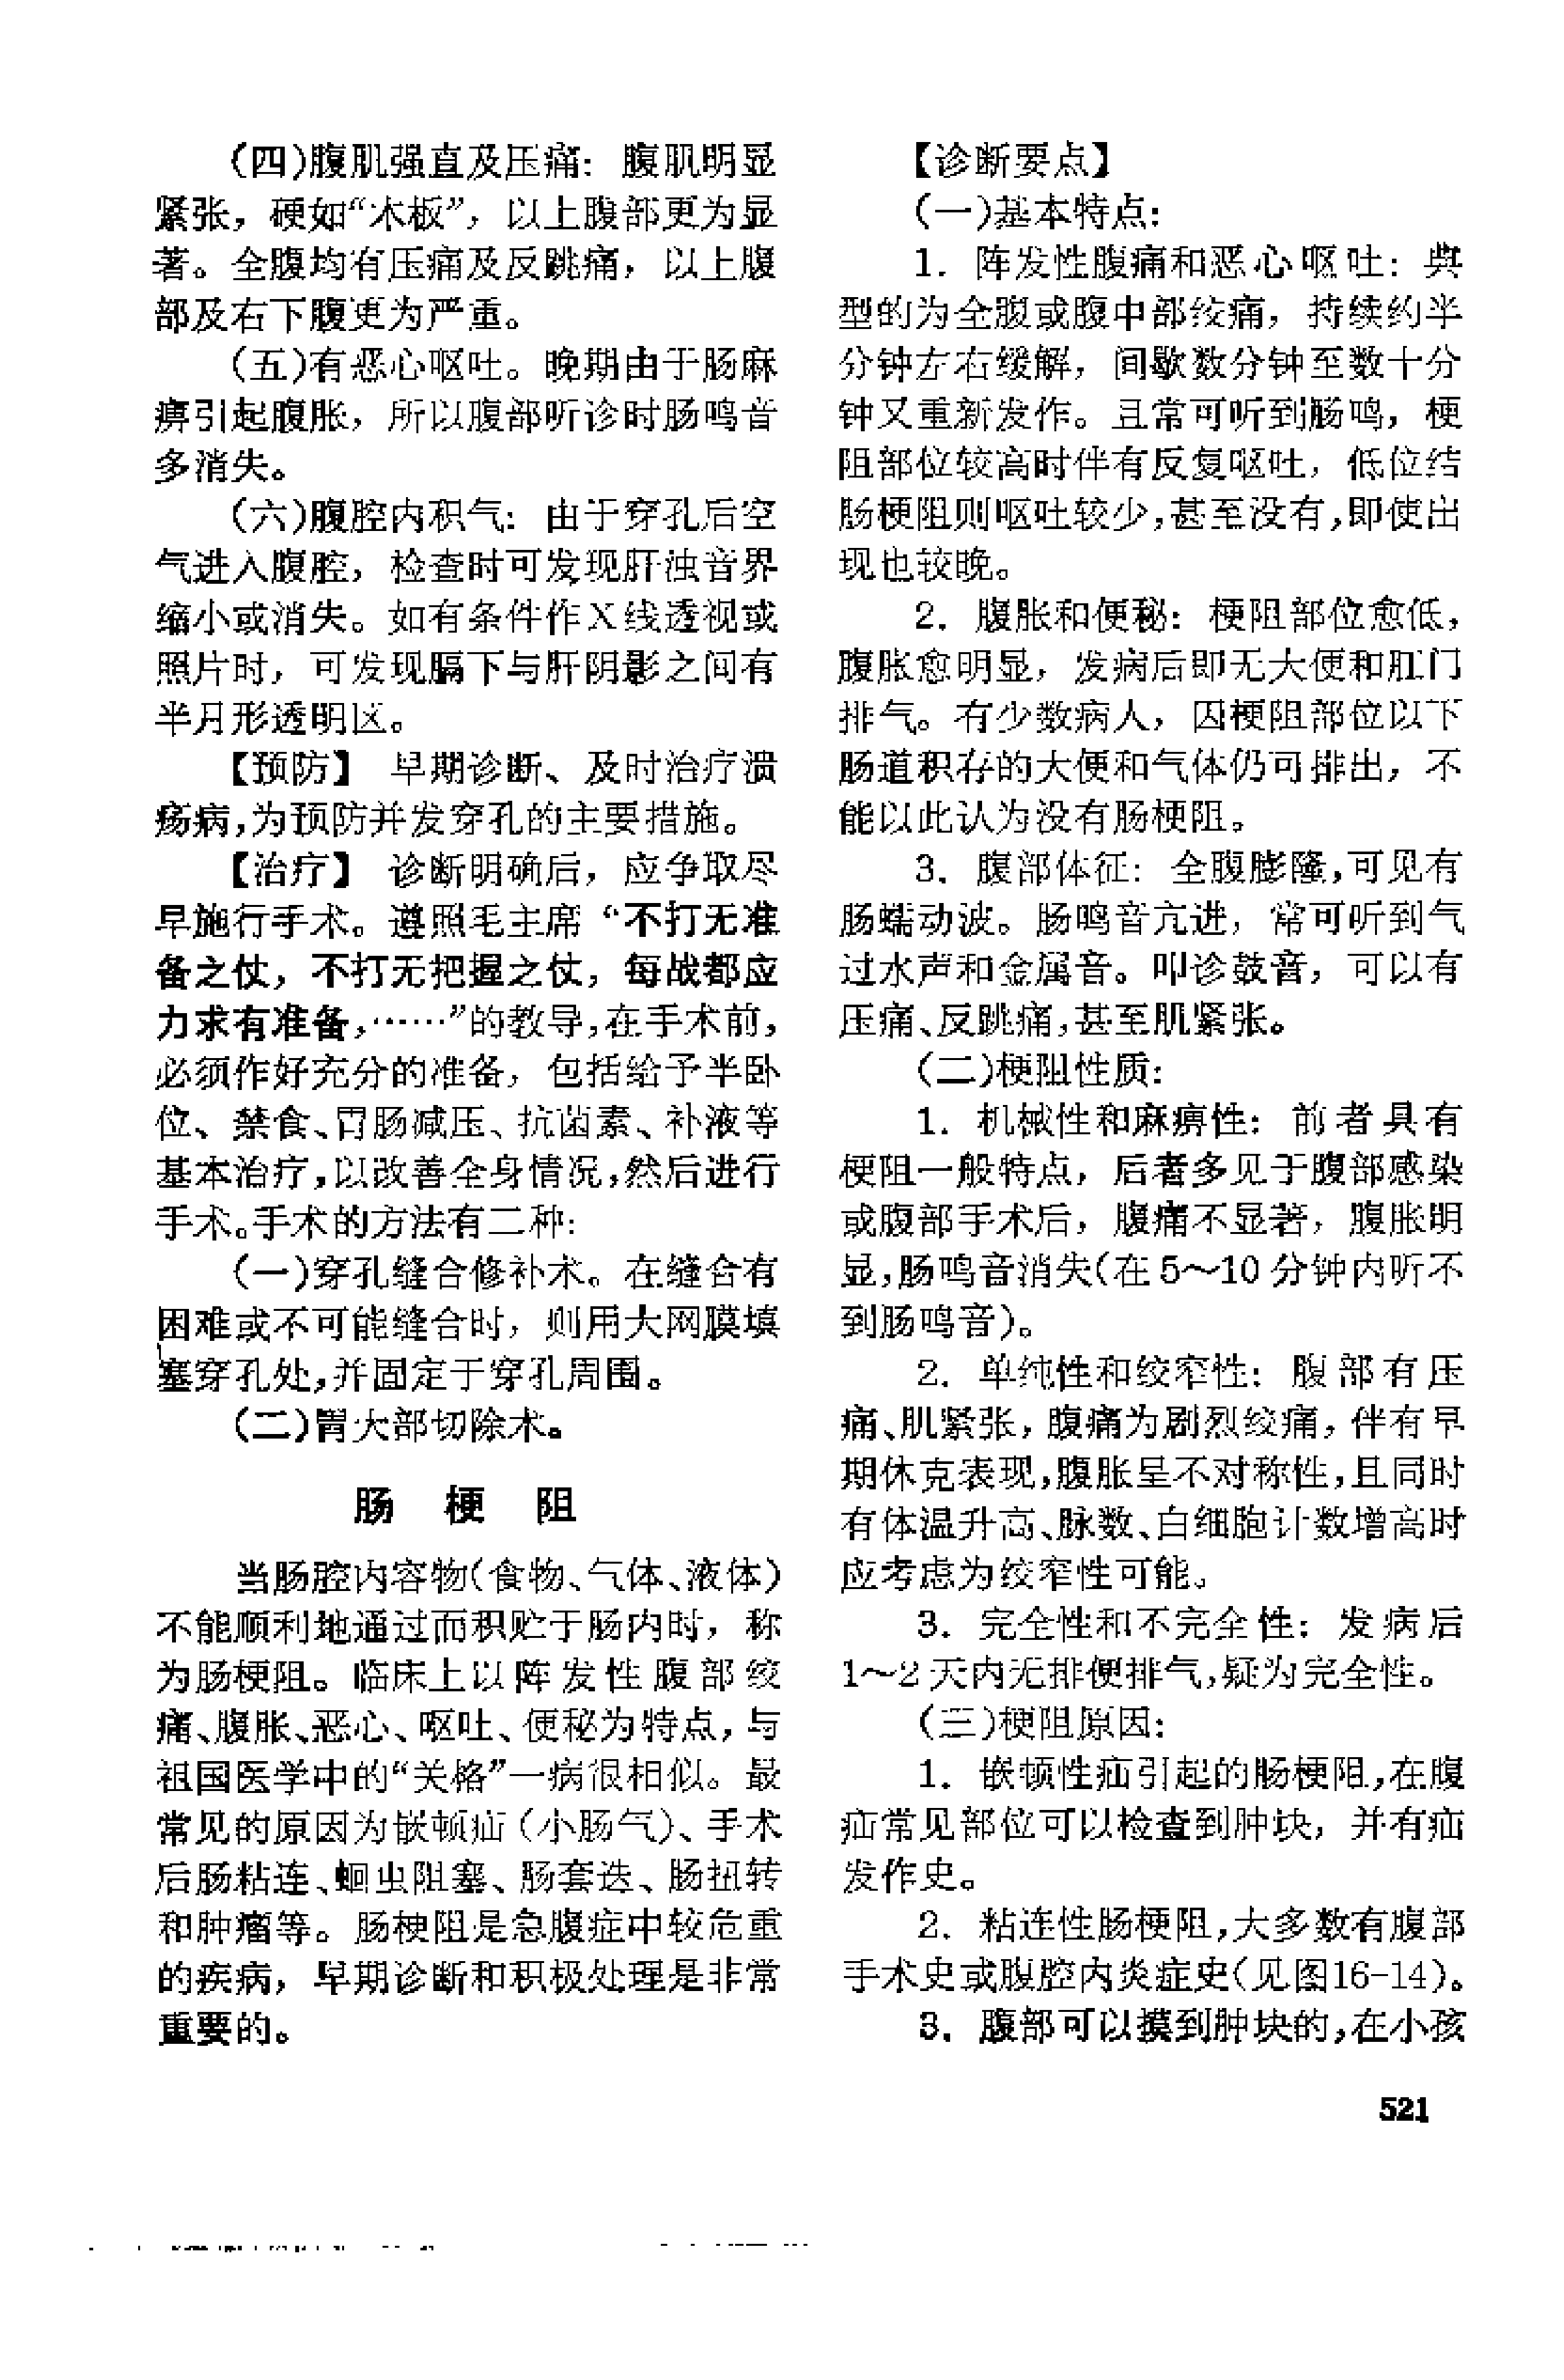 (四)腹肌强直及压痛：腹肌明显
紧张，硬如“木板”，以上腹部更为显
著。全腹均有压痛及反跳痛，以上腹
部及右下腹更为严重。
(五)有恶心呕吐。晚期由于肠麻
痹引起腹胀，所以腹部听诊时肠鸣音
多消失。
(六)腹腔内积气：由于穿孔后空
气进入腹腔，检查时可发现肝浊音界
缩小或消失。如有条件作X线透视或
照片时，可发现膈下与肝阴影之间有
半月形透明区。
【预防】 早期诊断、及时治疗溃
疡病，为预防并发穿孔的主要措施。
【治疗】 诊断明确后，应争取尽
早施行手术。遵照毛主席“不打无准
备之仗，不打无把握之仗，每战都应
力求有准备，……”的教导，在手术前，
必须作好充分的准备，包括给予半卧
位、禁食、胃肠减压、抗菌素、补液等
基本治疗，以改善全身情况，然后进行
手术。手术的方法有二种：
(一)穿孔缝合修补术。在缝合有
困难或不可能缝合时，则用大网膜填
塞穿孔处，并固定于穿孔周围。
(二)胃大部切除术。
肠 梗 阻
当肠腔内容物(食物、气体、液体)
不能顺利地通过而积贮于肠内时，称
为肠梗阻。临床上以阵发性腹部绞
痛、腹胀、恶心、呕吐、便秘为特点，与
祖国医学中的“关格”一病很相似。最
常见的原因为嵌顿疝(小肠气)、手术
后肠粘连、蛔虫阻塞、肠套迭、肠扭转
和肿瘤等。肠梗阻是急腹症中较危重
的疾病，早期诊断和积极处理是非常
重要的。
【诊断要点】
(一)基本特点：
1. 阵发性腹痛和恶心呕吐：典
型的为全腹或腹中部绞痛，持续约半
分钟左右缓解，间歇数分钟至数十分
钟又重新发作。且常可听到肠鸣，梗
阻部位较高时伴有反复呕吐，低位结
肠梗阻则呕吐较少，甚至没有，即使出
现也较晚。
2. 腹胀和便秘：梗阻部位愈低，
腹胀愈明显，发病后即无大便和肛门
排气。有少数病人，因梗阻部位以下
肠道积存的大便和气体仍可排出，不
能以此认为没有肠梗阻。
3. 腹部体征：全腹膨隆，可见有
肠蠕动波。肠鸣音亢进，常可听到气
过水声和金属音。叩诊鼓音，可以有
压痛、反跳痛，甚至肌紧张。
(二)梗阻性质：
1. 机械性和麻痹性：前者具有
梗阻一般特点，后者多见于腹部感染
或腹部手术后，腹痛不显著，腹胀明
显，肠鸣音消失(在5～10分钟内听不
到肠鸣音)。
2. 单纯性和绞窄性：腹部有压
痛、肌紧张，腹痛为剧烈绞痛，伴有早
期休克表现，腹胀呈不对称性，且同时
有体温升高、脉数、白细胞计数增高时
应考虑为绞窄性可能。
3. 完全性和不完全性：发病后
1～2天内无排便排气，疑为完全性。
(三)梗阻原因：
1. 嵌顿性疝引起的肠梗阻，在腹
疝常见部位可以检查到肿块，并有疝
发作史。
2. 粘连性肠梗阻，大多数有腹部
手术史或腹腔内炎症史(见图16-14)。
3. 腹部可以摸到肿块的，在小孩
521